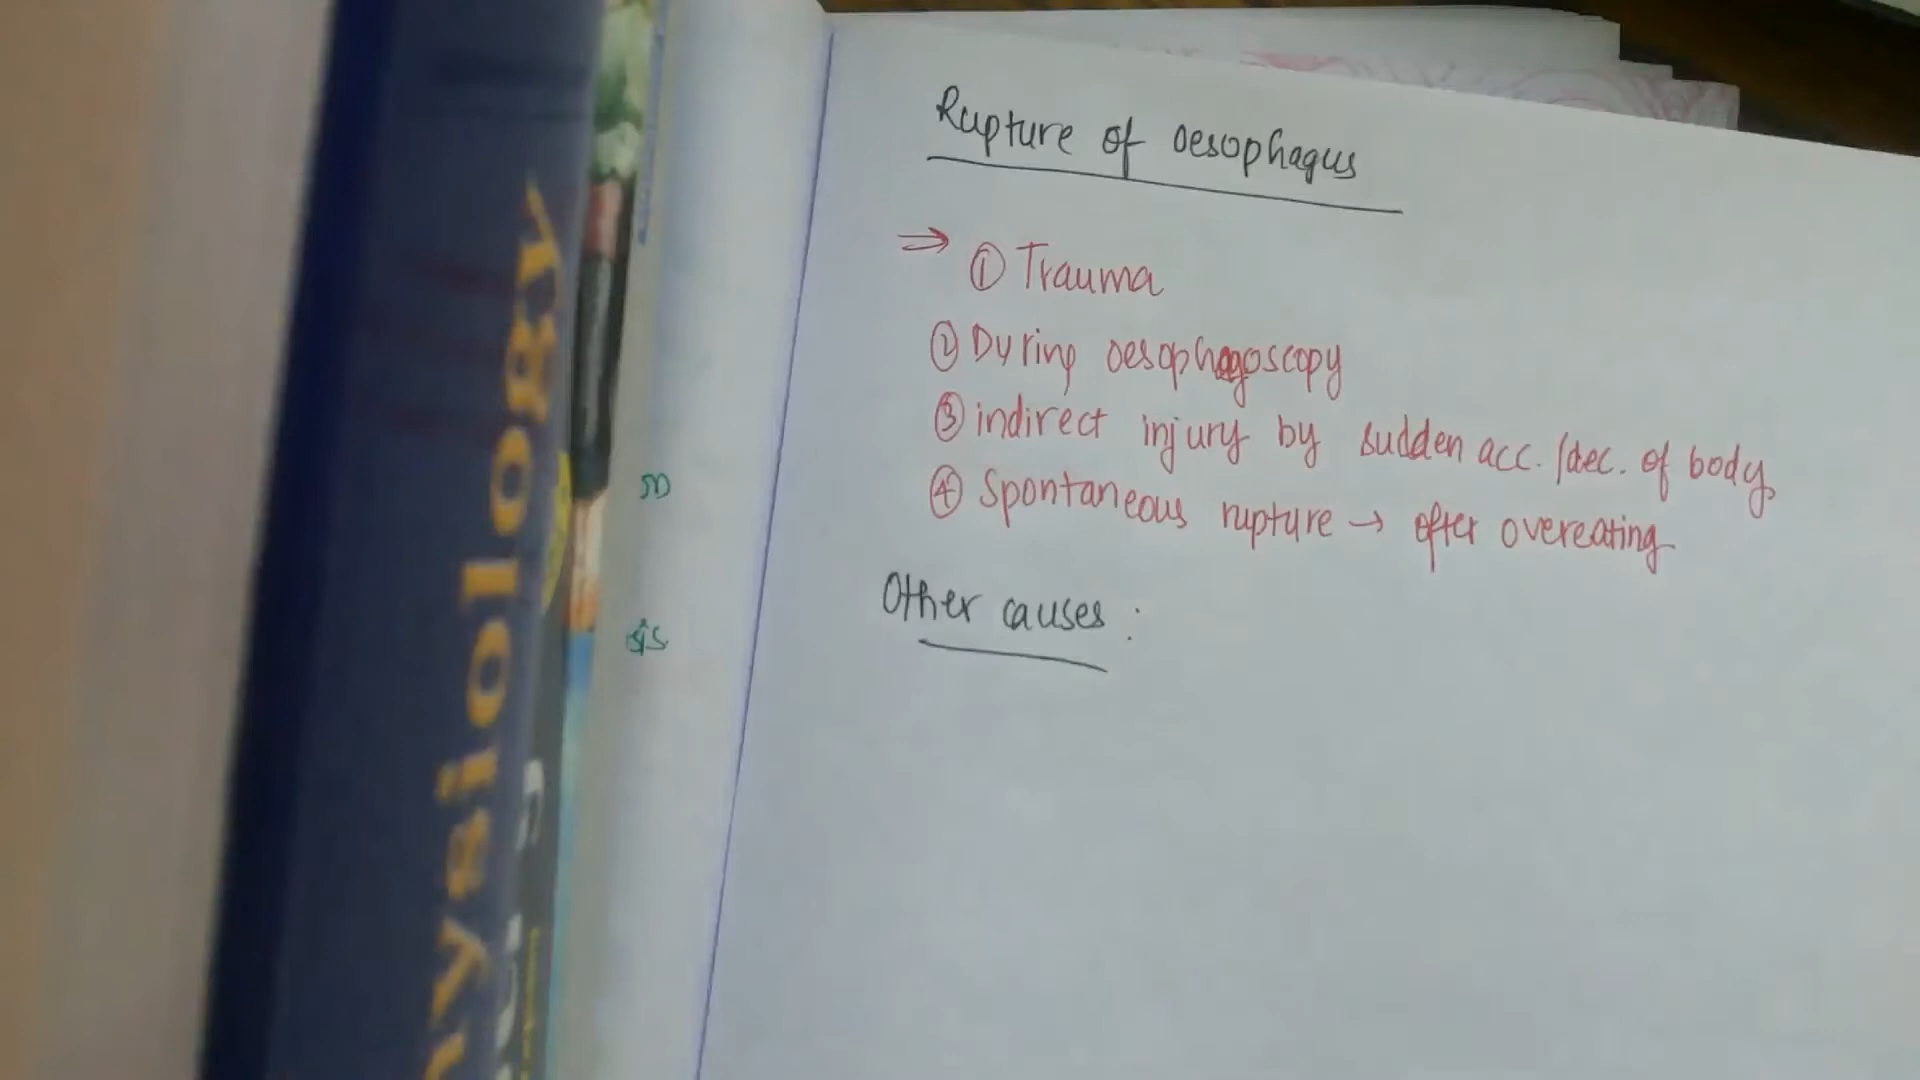 Rupture of oesophagus
⇒ ① Trauma
② During oesophagoscopy
③ indirect injury by sudden acc. /dec. of body
④ Spontaneous rupture → after overeating
Other causes :
ysiology